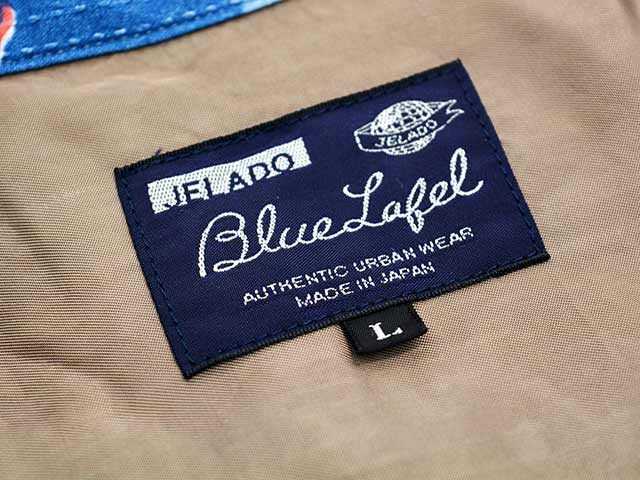 JELADO
JELADO
Blue Label
AUTHENTIC URBAN WEAR
MADE IN JAPAN
L